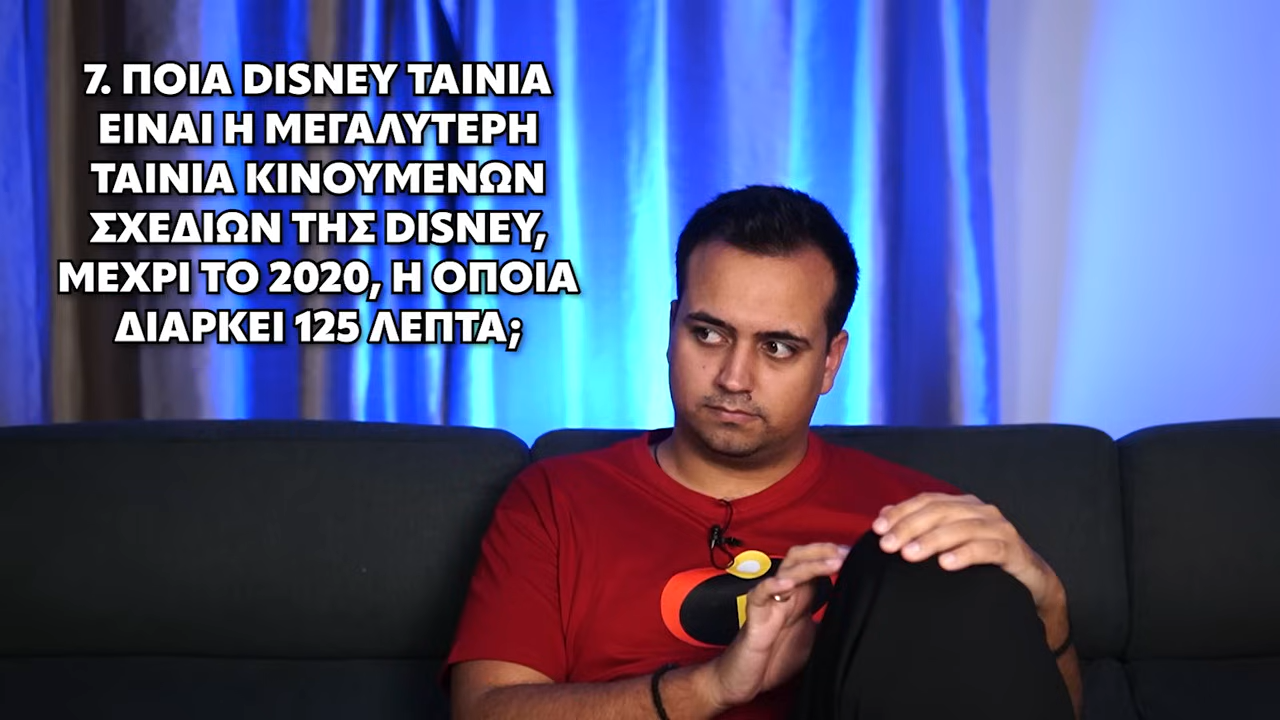 7. ΠΟΙΑ DISNEY ΤΑΙΝΙΑ
ΕΙΝΑΙ Η ΜΕΓΑΛΥΤΕΡΗ
ΤΑΙΝΙΑ ΚΙΝΟΥΜΕΝΩΝ
ΣΧΕΔΙΩΝ ΤΗΣ DISNEY,
ΜΕΧΡΙ ΤΟ 2020, Η ΟΠΟΙΑ
ΔΙΑΡΚΕΙ 125 ΛΕΠΤΑ;